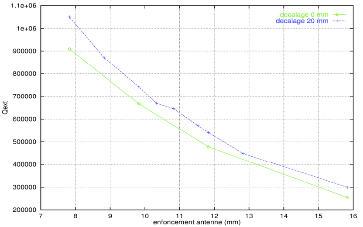 1.1e+06
decalage 0 mm
decalage 20 mm
1e+06
900000
800000
700000
600000
500000
400000
300000
200000
Qext
7 8 9 10 11 12 13 14 15 16
enfoncement antenne (mm)